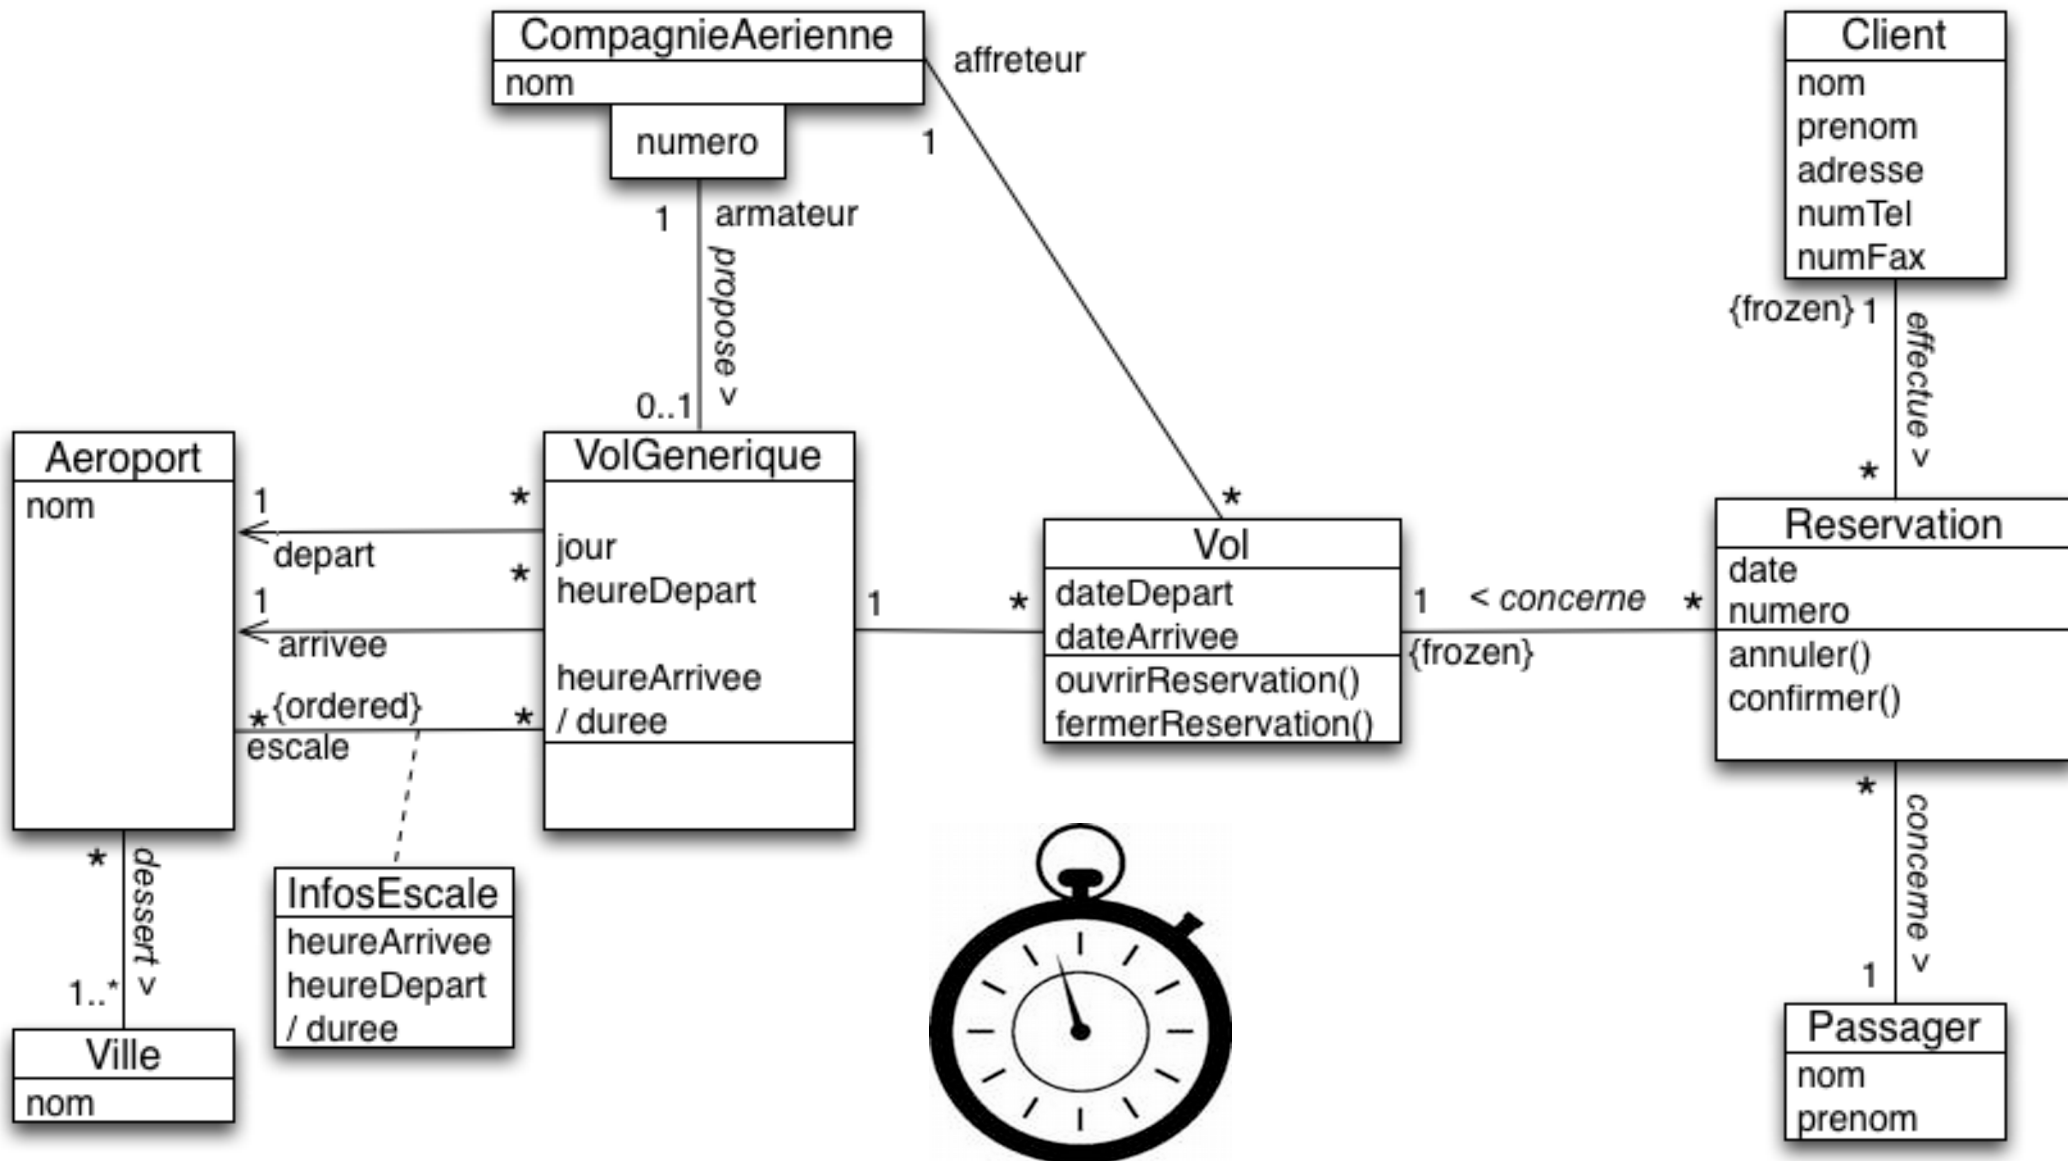 CompagnieAerienne
nom
numero
affreteur
1
1
armateur
propose >
0..1
Client
nom
prenom
adresse
numTel
numFax
{frozen} 1
effectue >
*
Aeroport
nom
VolGenerique
jour
heureDepart
heureArrivee
/ duree
1
*
depart
*
1
arrivee
* {ordered}
*
escale
1
*
*
Vol
dateDepart
dateArrivee
ouvrirReservation()
fermerReservation()
1
< concerne
*
{frozen}
Reservation
date
numero
annuler()
confirmer()
*
dessert >
1..*
InfosEscale
heureArrivee
heureDepart
/ duree
Ville
nom
*
concerne >
1
Passager
nom
prenom